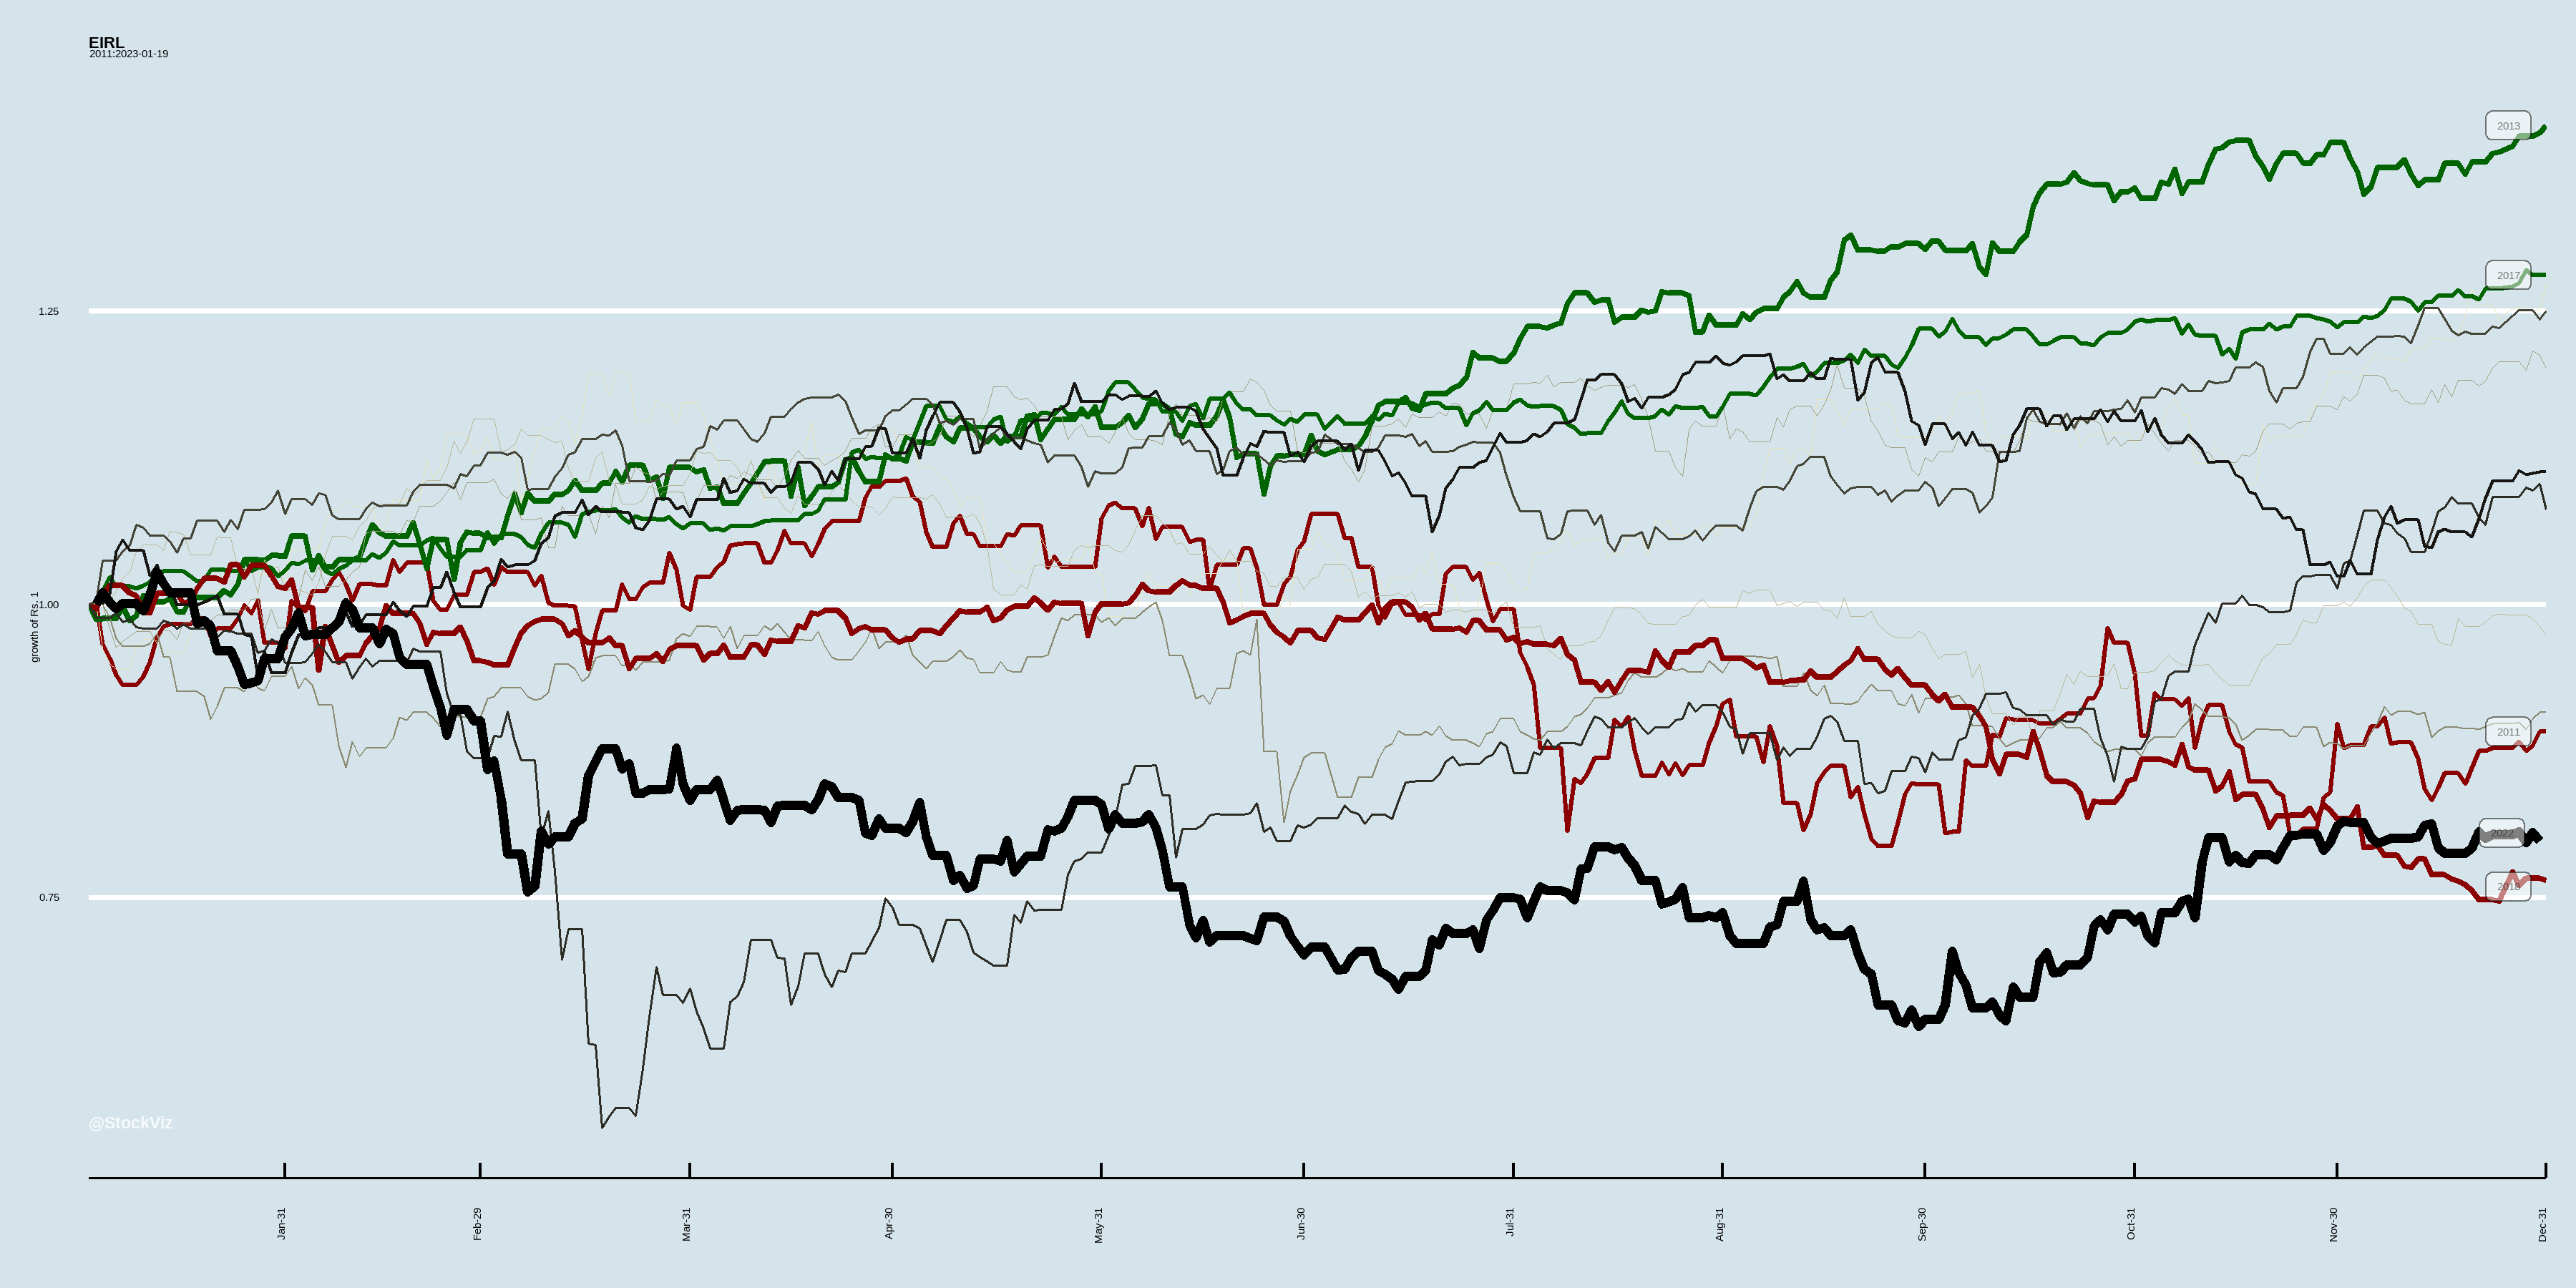 EIRL
2011:2023-01-19
2013
2017
1.25
growth of Rs. 1
1.00
2011
2022
2018
0.75
@StockViz
Jan-31
Feb-29
Mar-31
Apr-30
May-31
Jun-30
Jul-31
Aug-31
Sep-30
Oct-31
Nov-30
Dec-31